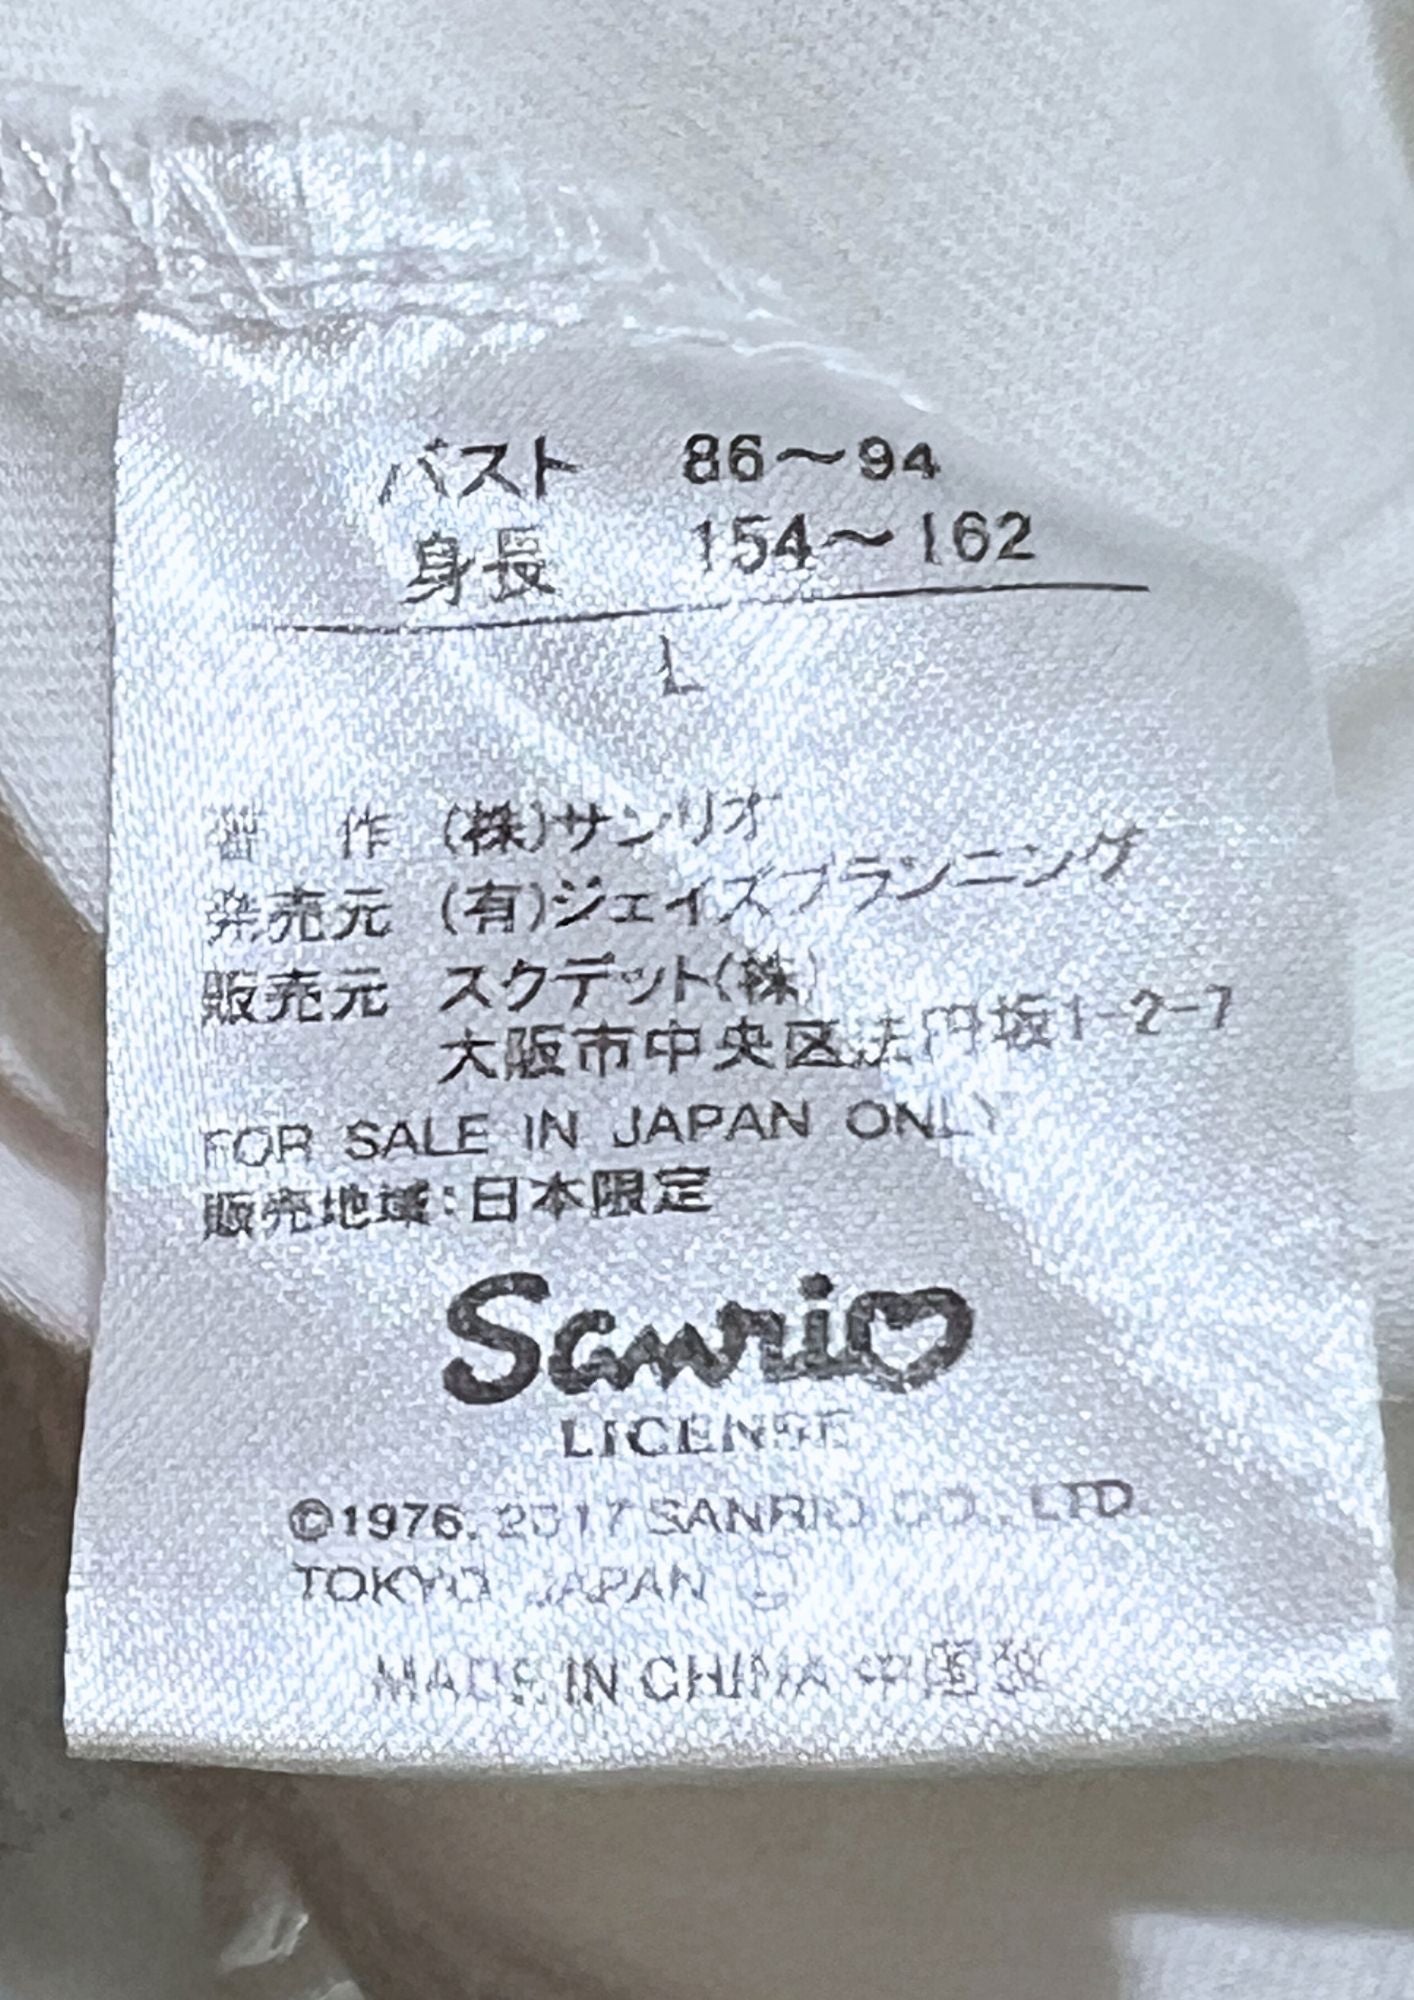 バスト 86～94
身長 154～162
L
著 作 (株)サンリオ
発売元 (有)ジェイズプランニング
販売元 スクデット(株)
大阪市中央区法円坂1-2-7
FOR SALE IN JAPAN ONLY
販売地域:日本限定
Sanrio
LICENSE
©1976, 2017 SANRIO CO., LTD.
TOKYO JAPAN Ⓛ
MADE IN CHINA 中国製